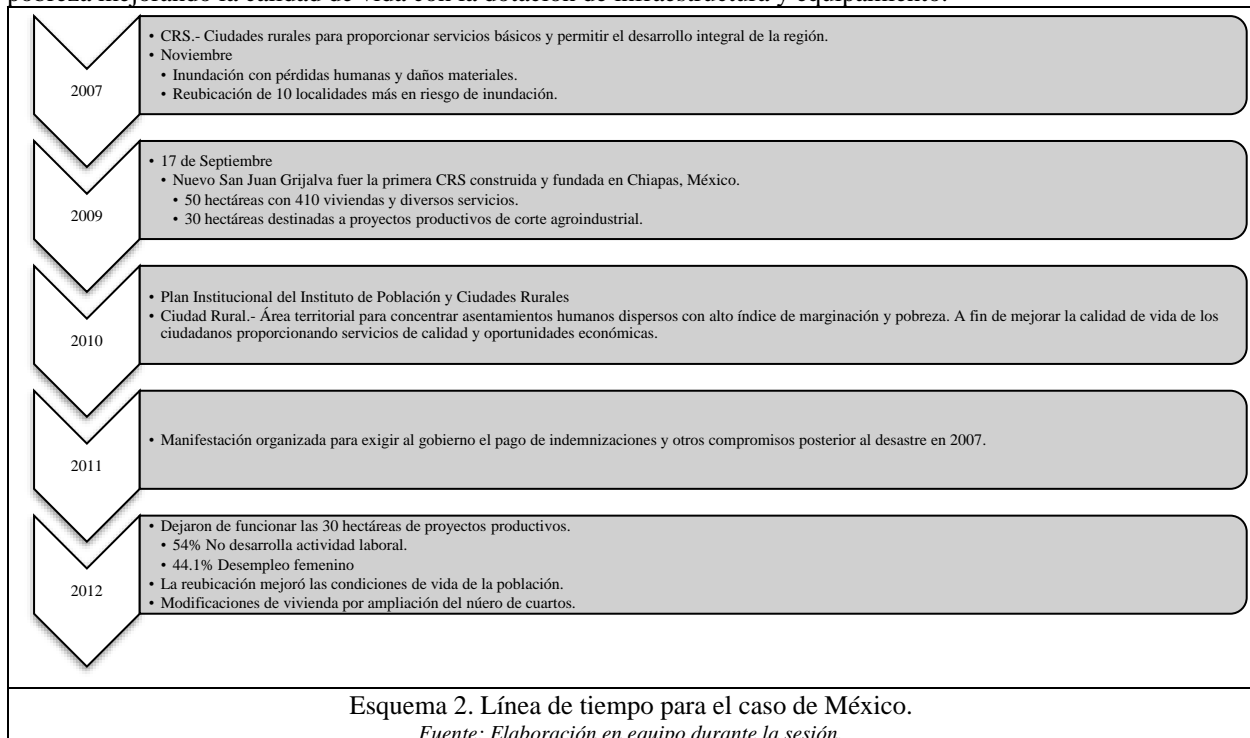 pobreza mejorando la calidad de vida con la dotación de infraestructura y equipamiento.
2007
• CRS.- Ciudades rurales para proporcionar servicios básicos y permitir el desarrollo integral de la región.
• Noviembre
• Inundación con pérdidas humanas y daños materiales.
• Reubicación de 10 localidades más en riesgo de inundación.
2009
• 17 de Septiembre
• Nuevo San Juan Grijalva fuer la primera CRS construida y fundada en Chiapas, México.
• 50 hectáreas con 410 viviendas y diversos servicios.
• 30 hectáreas destinadas a proyectos productivos de corte agroindustrial.
2010
• Plan Institucional del Instituto de Población y Ciudades Rurales
• Ciudad Rural.- Área territorial para concentrar asentamientos humanos dispersos con alto índice de marginación y pobreza. A fin de mejorar la calidad de vida de los
ciudadanos proporcionando servicios de calidad y oportunidades económicas.
2011
• Manifestación organizada para exigir al gobierno el pago de indemnizaciones y otros compromisos posterior al desastre en 2007.
2012
• Dejaron de funcionar las 30 hectáreas de proyectos productivos.
• 54% No desarrolla actividad laboral.
• 44.1% Desempleo femenino
• La reubicación mejoró las condiciones de vida de la población.
• Modificaciones de vivienda por ampliación del núero de cuartos.
Esquema 2. Línea de tiempo para el caso de México.
Fuente: Elaboración en equipo durante la sesión